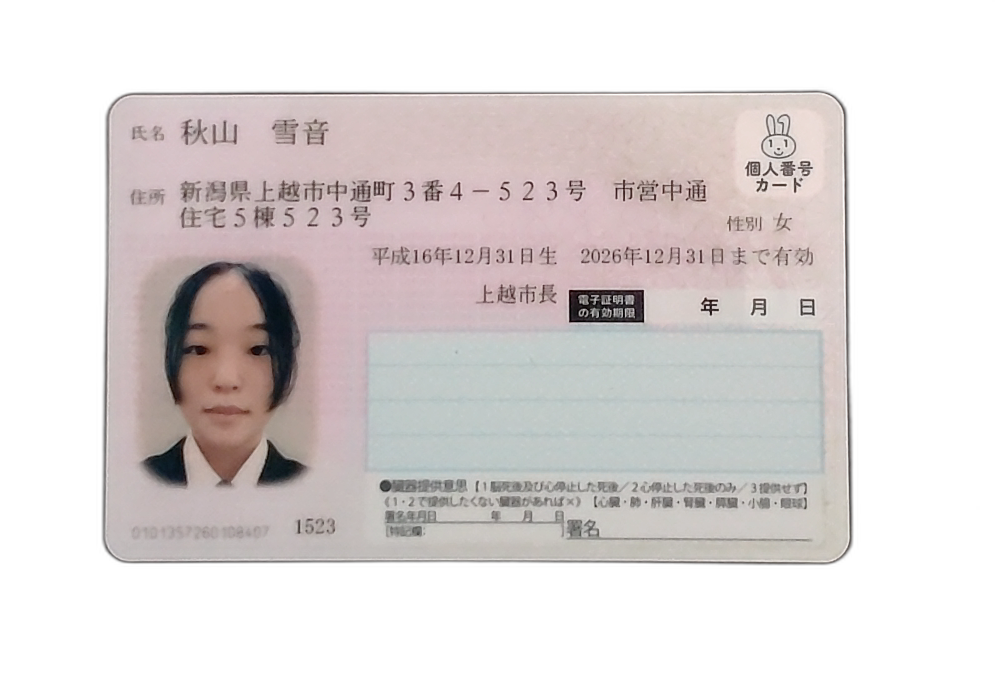 氏名 秋山 雪音
個人番号
カード
住所 新潟県上越市中通町3番4-523号 市営中通
住宅5棟523号
性別 女
平成16年12月31日生 2026年12月31日まで有効
上越市長
電子証明書
の有効期限
年 月 日
●臓器提供意思【1脳死後及び心停止した死後/2心停止した死後のみ/3提供せず】
《1・2で提供したくない臓器があれば×》【心臓・肺・肝臓・腎臓・膵臓・小腸・眼球】
署名年月日 年 月 日
[特記欄:
署名
0101357260108407
1523